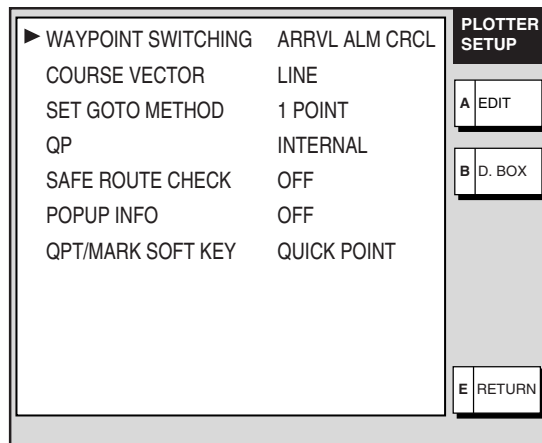 PLOTTER
SETUP
▶ WAYPOINT SWITCHING ARRVL ALM CRCL
COURSE VECTOR LINE
SET GOTO METHOD 1 POINT
QP INTERNAL
SAFE ROUTE CHECK OFF
POPUP INFO OFF
QPT/MARK SOFT KEY QUICK POINT
A EDIT
B D. BOX
E RETURN